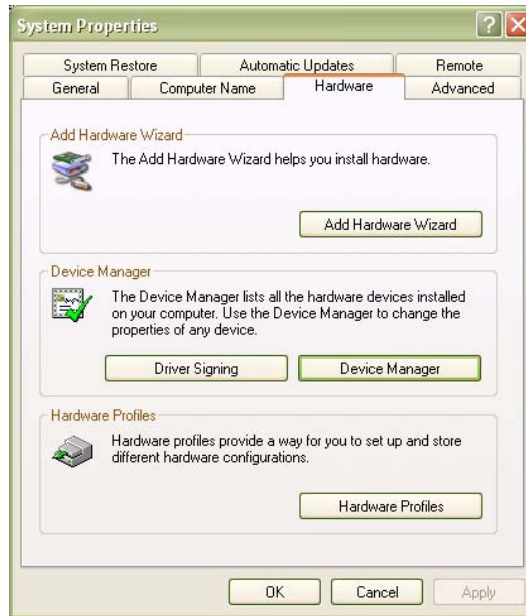 System Properties
System Restore Automatic Updates Remote
General Computer Name Hardware Advanced
Add Hardware Wizard
The Add Hardware Wizard helps you install hardware.
Add Hardware Wizard
Device Manager
The Device Manager lists all the hardware devices installed
on your computer. Use the Device Manager to change the
properties of any device.
Driver Signing Device Manager
Hardware Profiles
Hardware profiles provide a way for you to set up and store
different hardware configurations.
Hardware Profiles
OK Cancel Apply